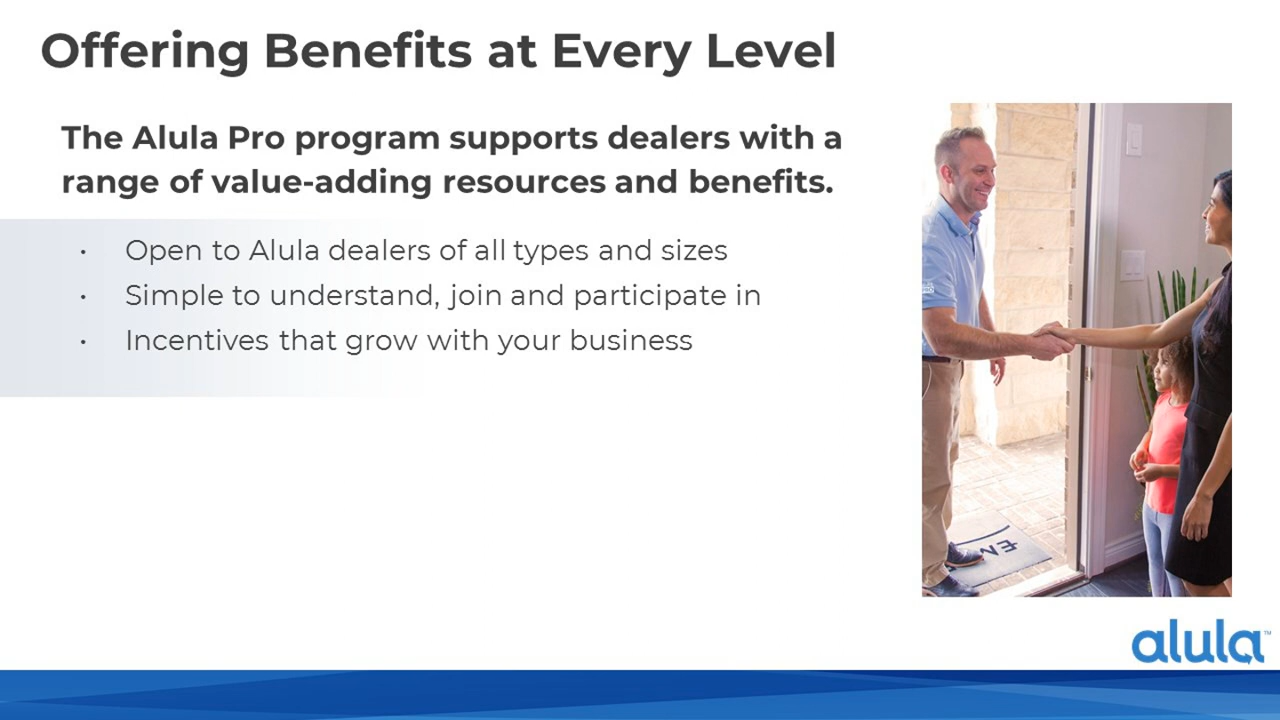 Offering Benefits at Every Level
The Alula Pro program supports dealers with a
range of value-adding resources and benefits.
· Open to Alula dealers of all types and sizes
· Simple to understand, join and participate in
· Incentives that grow with your business
alula™